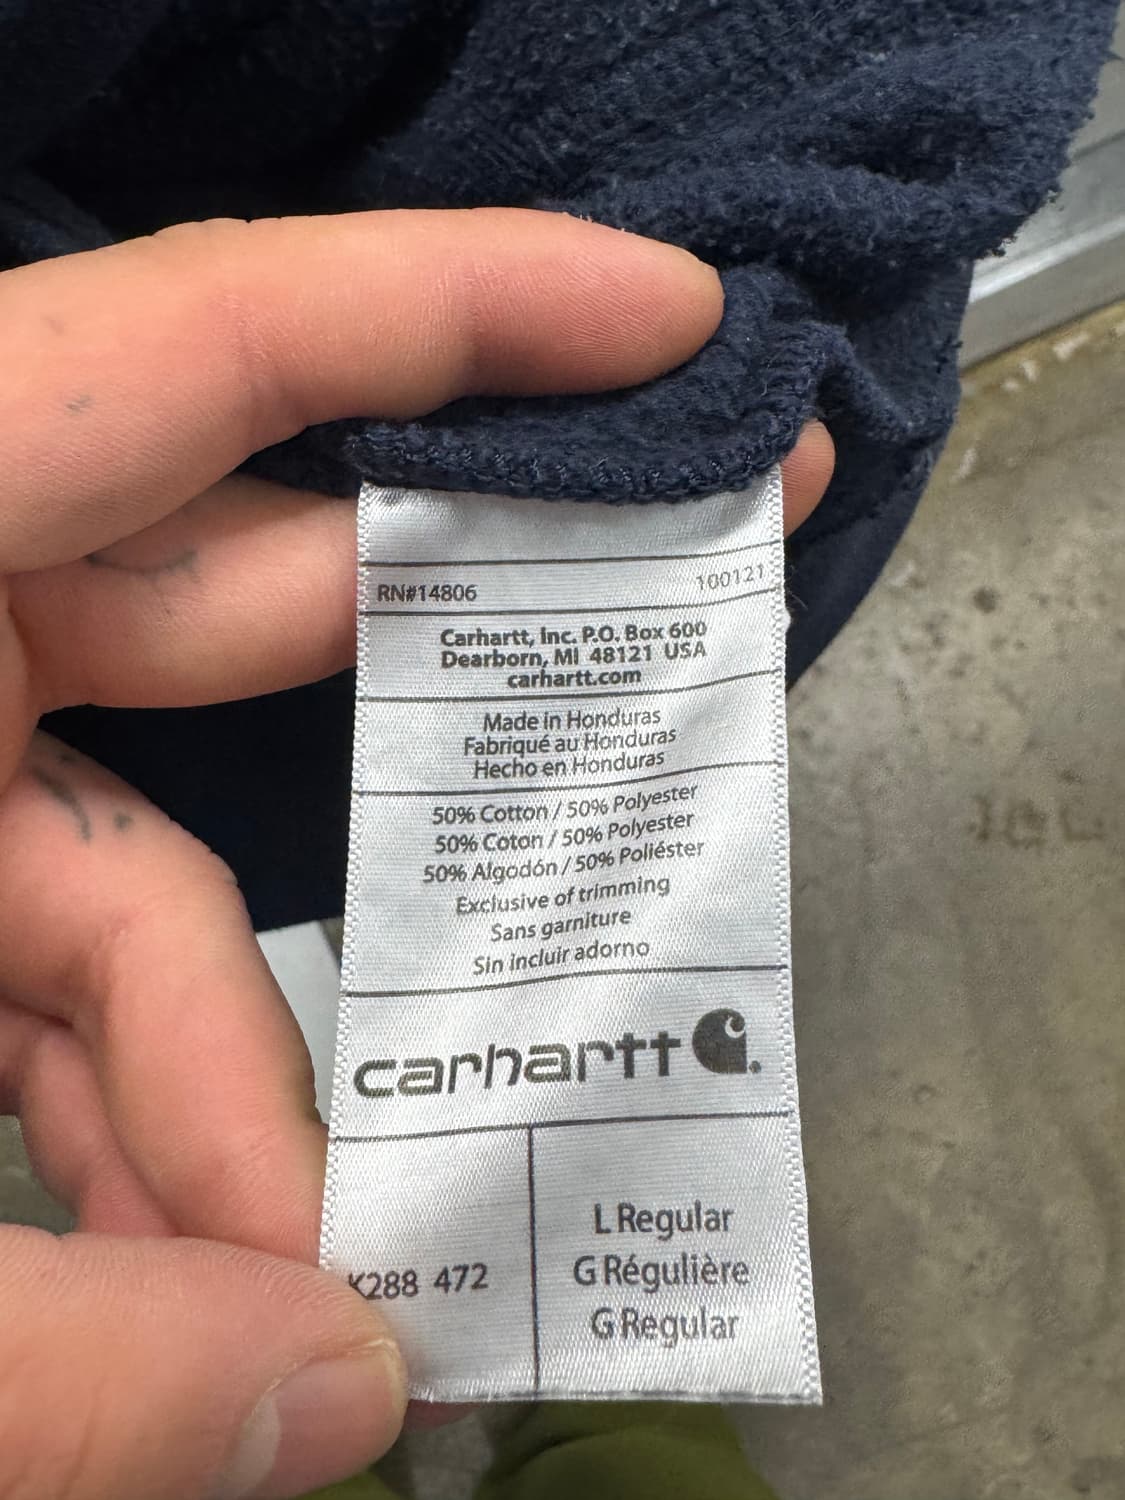 RN#14806 100121
Carhartt, Inc. P.O. Box 600
Dearborn, MI 48121 USA
carhartt.com
Made in Honduras
Fabriqué au Honduras
Hecho en Honduras
50% Cotton / 50% Polyester
50% Coton / 50% Polyester
50% Algodón / 50% Poliéster
Exclusive of trimming
Sans garniture
Sin incluir adorno
carhartt
K288 472
L Regular
G Régulière
G Regular